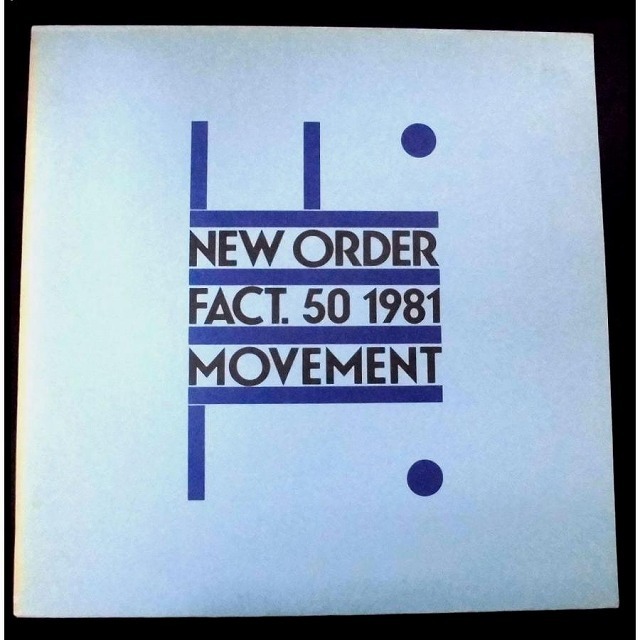 NEW ORDER
FACT. 50 1981
MOVEMENT